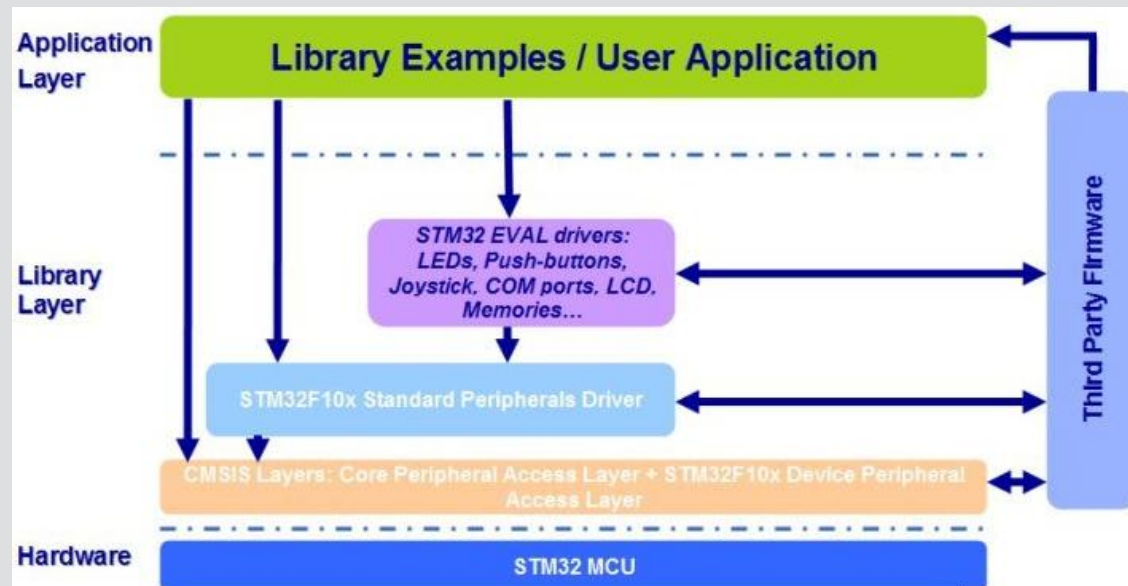 Application
Layer
Library Examples / User Application
Library
Layer
STM32 EVAL drivers:
LEDs, Push-buttons,
Joystick, COM ports, LCD,
Memories…
STM32F10x Standard Peripherals Driver
CMSIS Layers: Core Peripheral Access Layer + STM32F10x Device Peripheral
Access Layer
Third Party Firmware
Hardware
STM32 MCU